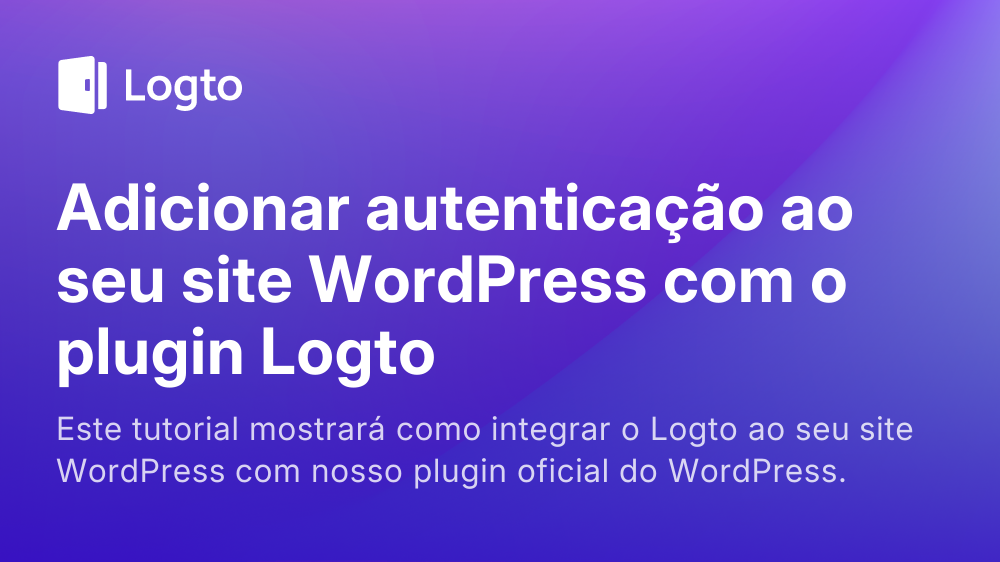 Logto
Adicionar autenticação ao
seu site WordPress com o
plugin Logto
Este tutorial mostrará como integrar o Logto ao seu site
WordPress com nosso plugin oficial do WordPress.